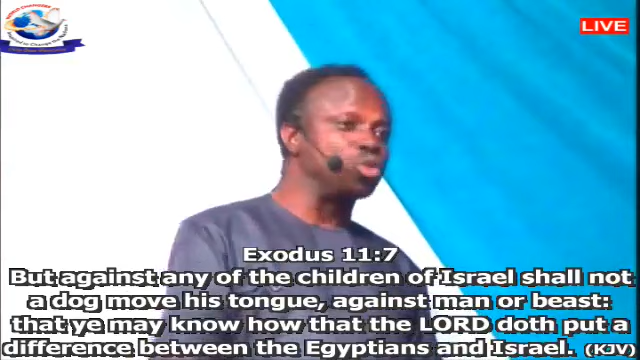 LIVE
Exodus 11:7
But against any of the children of Israel shall not
a dog move his tongue, against man or beast:
that ye may know how that the LORD doth put a
difference between the Egyptians and Israel. (KJV)